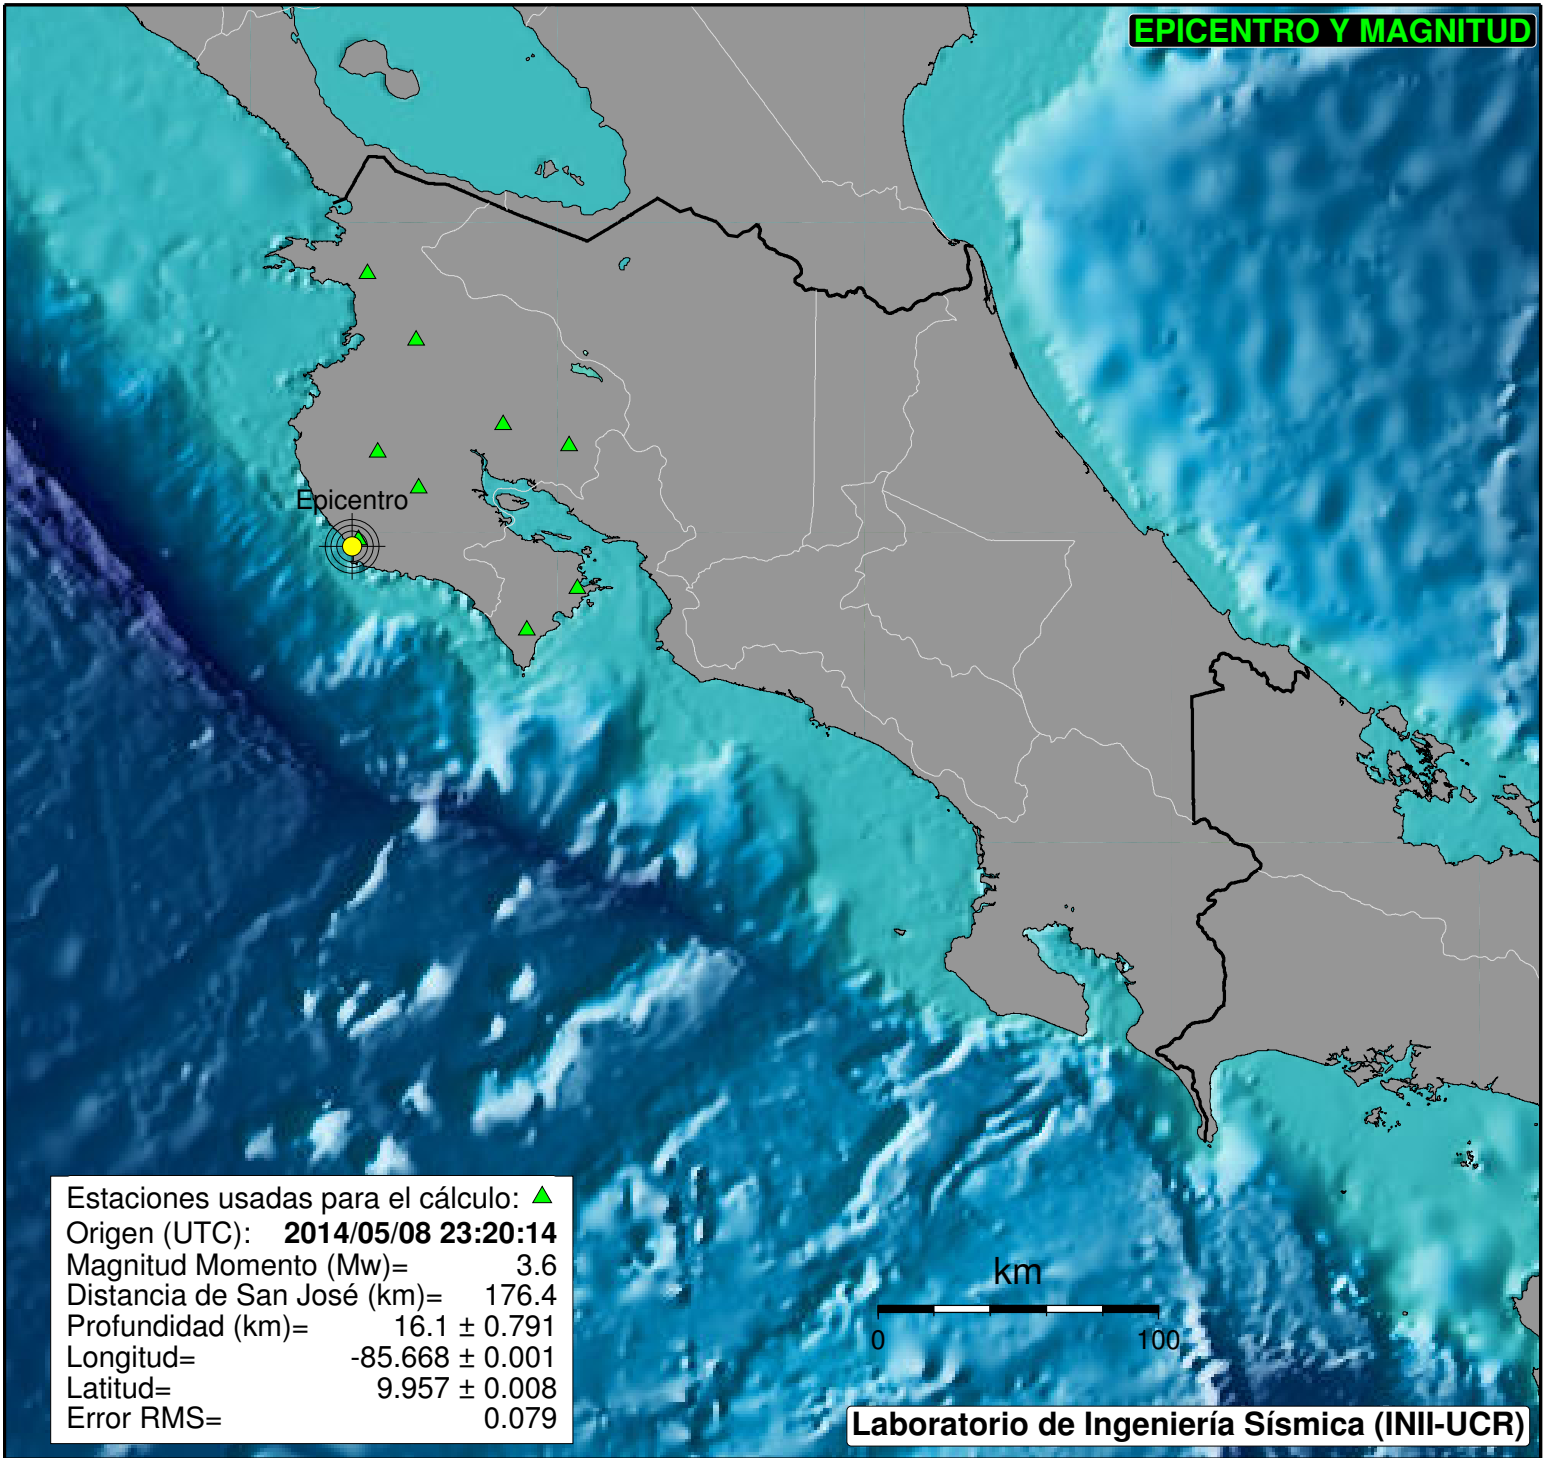 EPICENTRO Y MAGNITUD
Epicentro
Estaciones usadas para el cálculo:
Origen (UTC): 2014/05/08 23:20:14
Magnitud Momento (Mw)= 3.6
Distancia de San José (km)= 176.4
Profundidad (km)= 16.1 ± 0.791
Longitud= -85.668 ± 0.001
Latitud= 9.957 ± 0.008
Error RMS= 0.079
km
0 100
Laboratorio de Ingeniería Sísmica (INII-UCR)